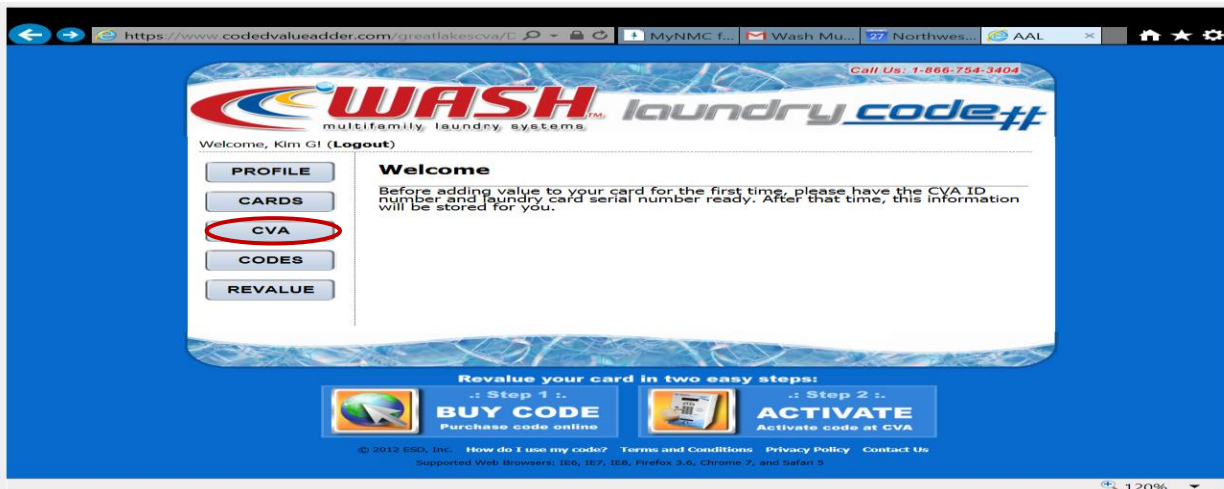 https://www.codedvalueadder.com/greatlakescva/D
MyNMC f...
Wash Mu...
27 Northwes...
AAL
Call Us: 1-866-754-3404
WASH TM
multifamily laundry systems
laundry code#
Welcome, Kim G! (Logout)
PROFILE
CARDS
CVA
CODES
REVALUE
Welcome
Before adding value to your card for the first time, please have the CVA ID
number and laundry card serial number ready. After that time, this information
will be stored for you.
Revalue your card in two easy steps:
.: Step 1 :.
BUY CODE
Purchase code online
.: Step 2 :.
ACTIVATE
Activate code at CVA
© 2012 ESD, Inc. How do I use my code? Terms and Conditions Privacy Policy Contact Us
Supported Web Browsers: IE6, IE7, IE8, Firefox 3.6, Chrome 7, and Safari 5
120%